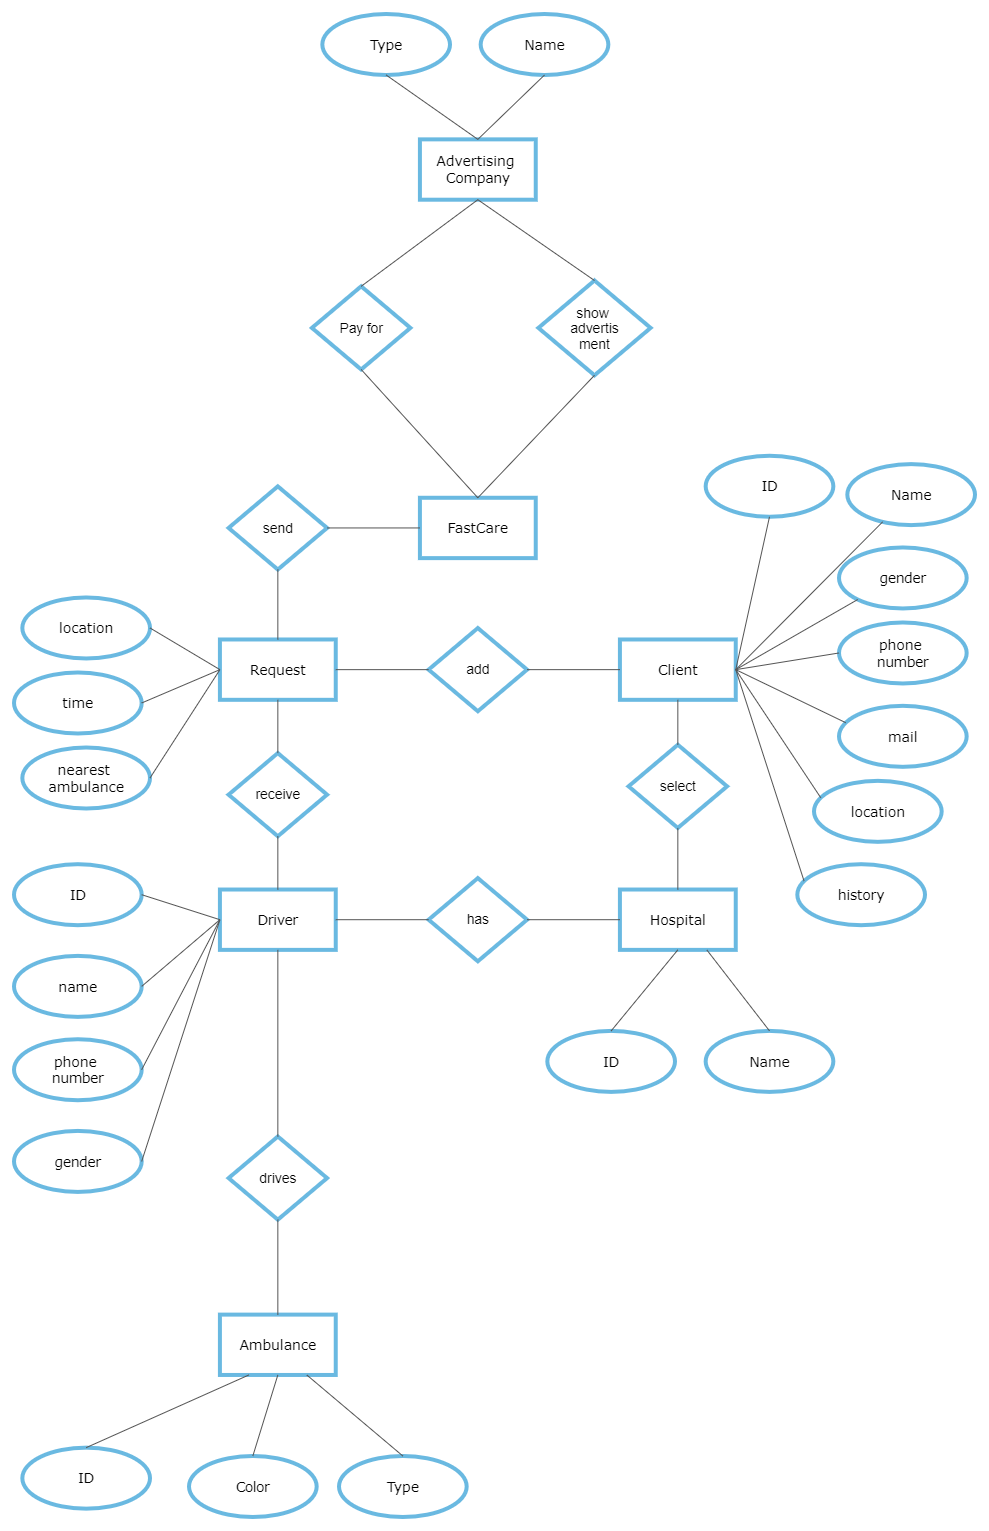 Type
Name
Advertising
Company
Pay for
show
advertis
ment
send
FastCare
ID
Name
gender
phone
number
mail
location
history
location
time
nearest
ambulance
Request
add
Client
receive
select
ID
name
phone
number
gender
Driver
has
Hospital
ID
Name
drives
Ambulance
ID
Color
Type